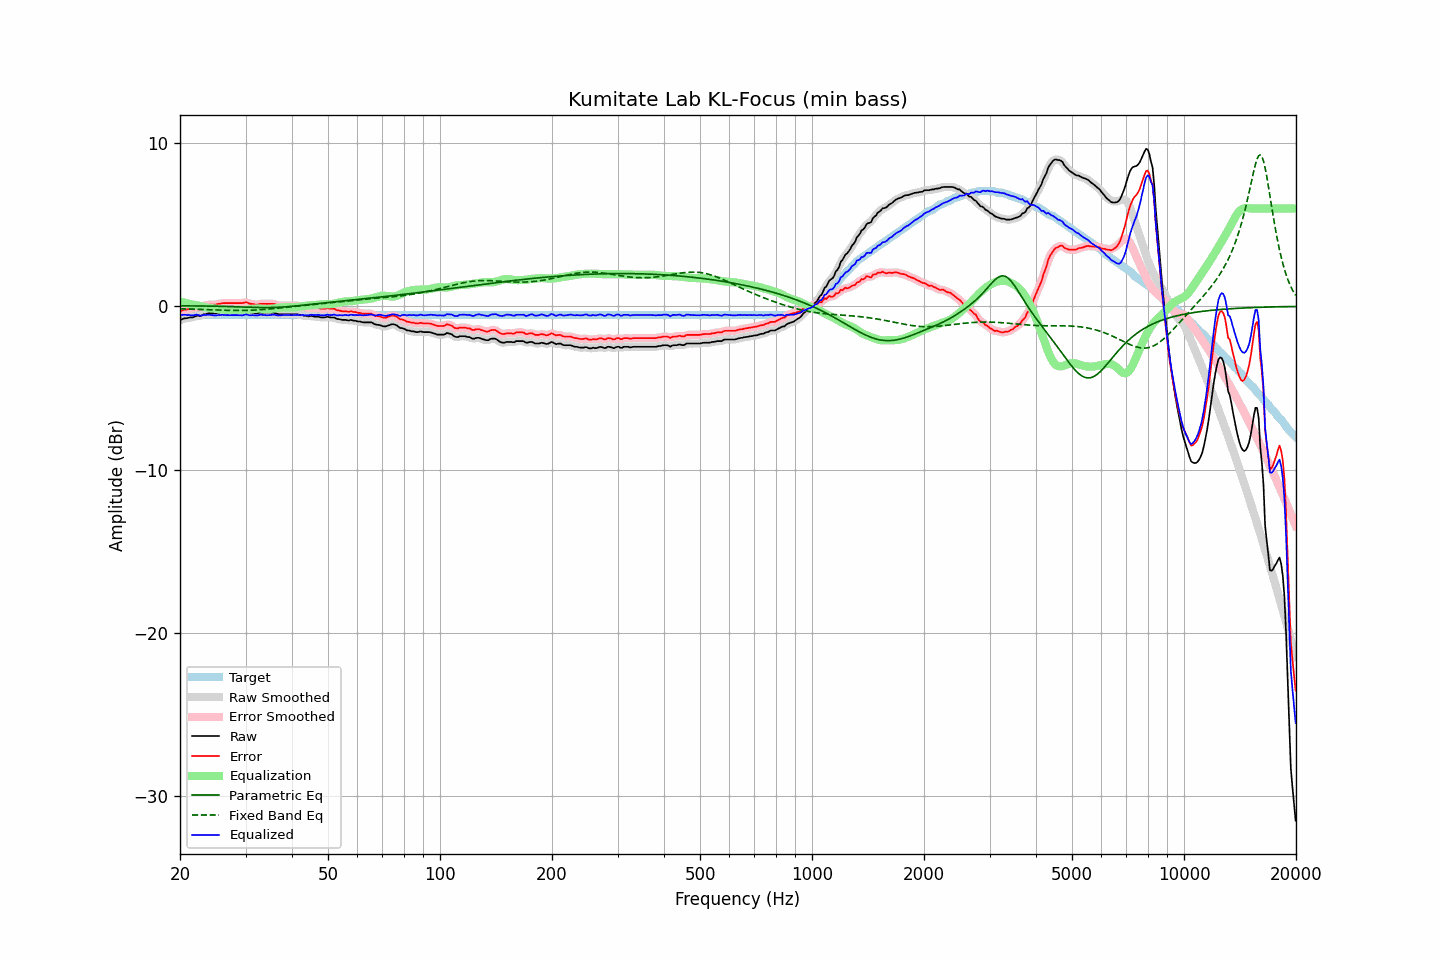 Kumitate Lab KL-Focus (min bass)
10
0
−10
−20
−30
Amplitude (dBr)
Target
Raw Smoothed
Error Smoothed
Raw
Error
Equalization
Parametric Eq
Fixed Band Eq
Equalized
20 50 100 200 500 1000 2000 5000 10000 20000
Frequency (Hz)